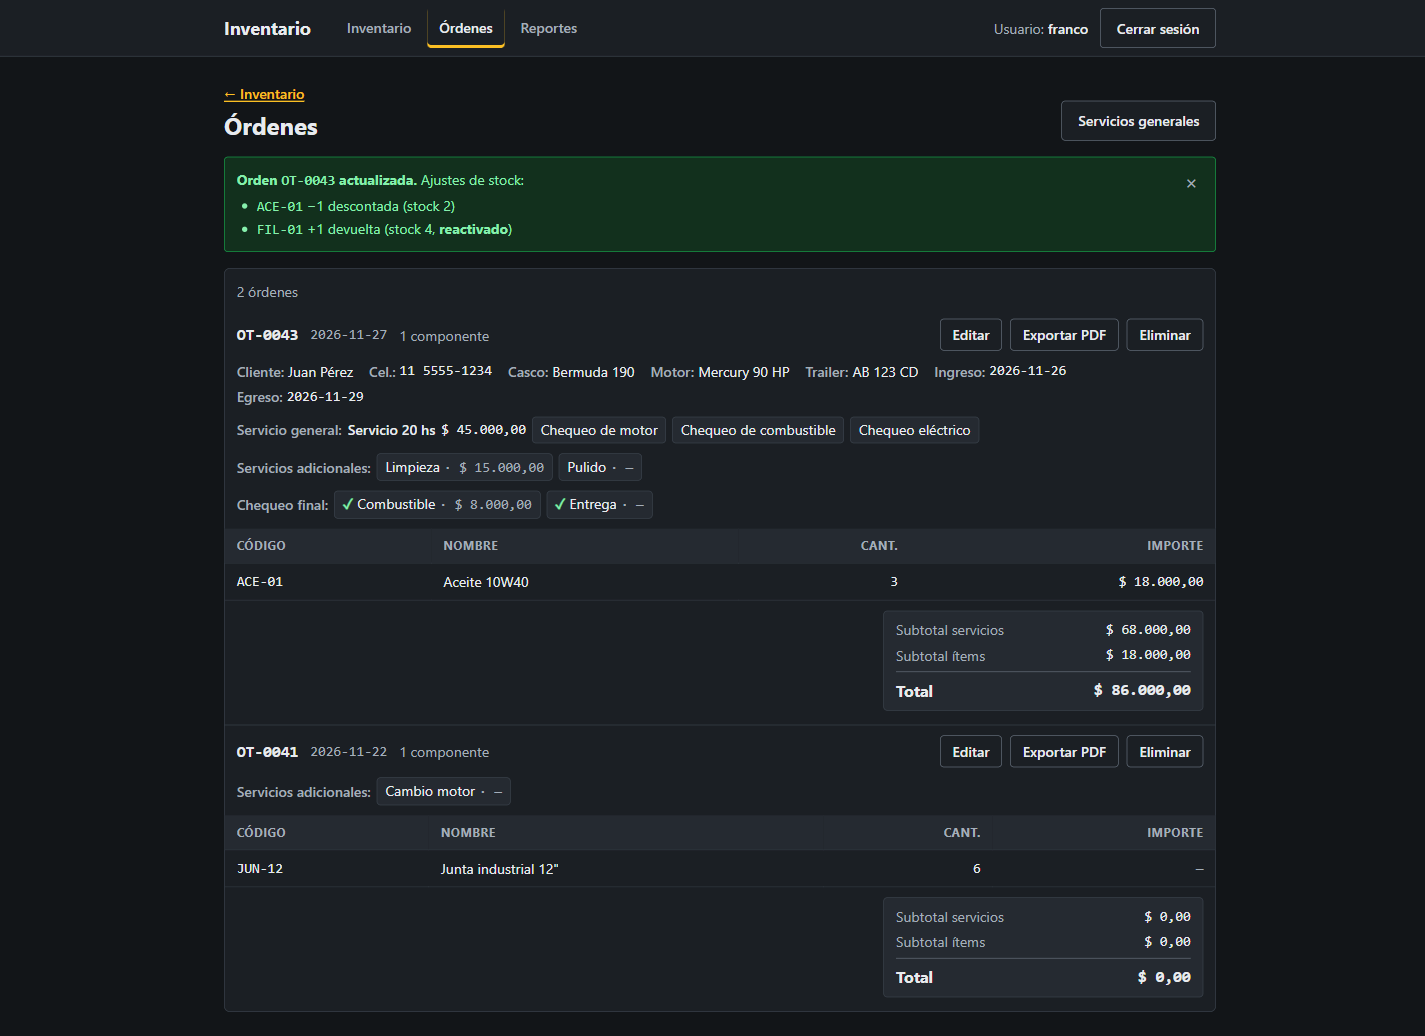 Inventario Inventario Órdenes Reportes Usuario: franco Cerrar sesión
← Inventario
Órdenes Servicios generales
Orden OT-0043 actualizada. Ajustes de stock: ×
• ACE-01 −1 descontada (stock 2)
• FIL-01 +1 devuelta (stock 4, reactivado)
2 órdenes
OT-0043 2026-11-27 1 componente Editar Exportar PDF Eliminar
Cliente: Juan Pérez Cel.: 11 5555-1234 Casco: Bermuda 190 Motor: Mercury 90 HP Trailer: AB 123 CD Ingreso: 2026-11-26
Egreso: 2026-11-29
Servicio general: Servicio 20 hs $ 45.000,00 Chequeo de motor Chequeo de combustible Chequeo eléctrico
Servicios adicionales: Limpieza · $ 15.000,00 Pulido · —
Chequeo final: ✓ Combustible · $ 8.000,00 ✓ Entrega · —
CÓDIGO NOMBRE CANT. IMPORTE
ACE-01 Aceite 10W40 3 $ 18.000,00
Subtotal servicios $ 68.000,00
Subtotal ítems $ 18.000,00
Total $ 86.000,00
OT-0041 2026-11-22 1 componente Editar Exportar PDF Eliminar
Servicios adicionales: Cambio motor · —
CÓDIGO NOMBRE CANT. IMPORTE
JUN-12 Junta industrial 12" 6 —
Subtotal servicios $ 0,00
Subtotal ítems $ 0,00
Total $ 0,00